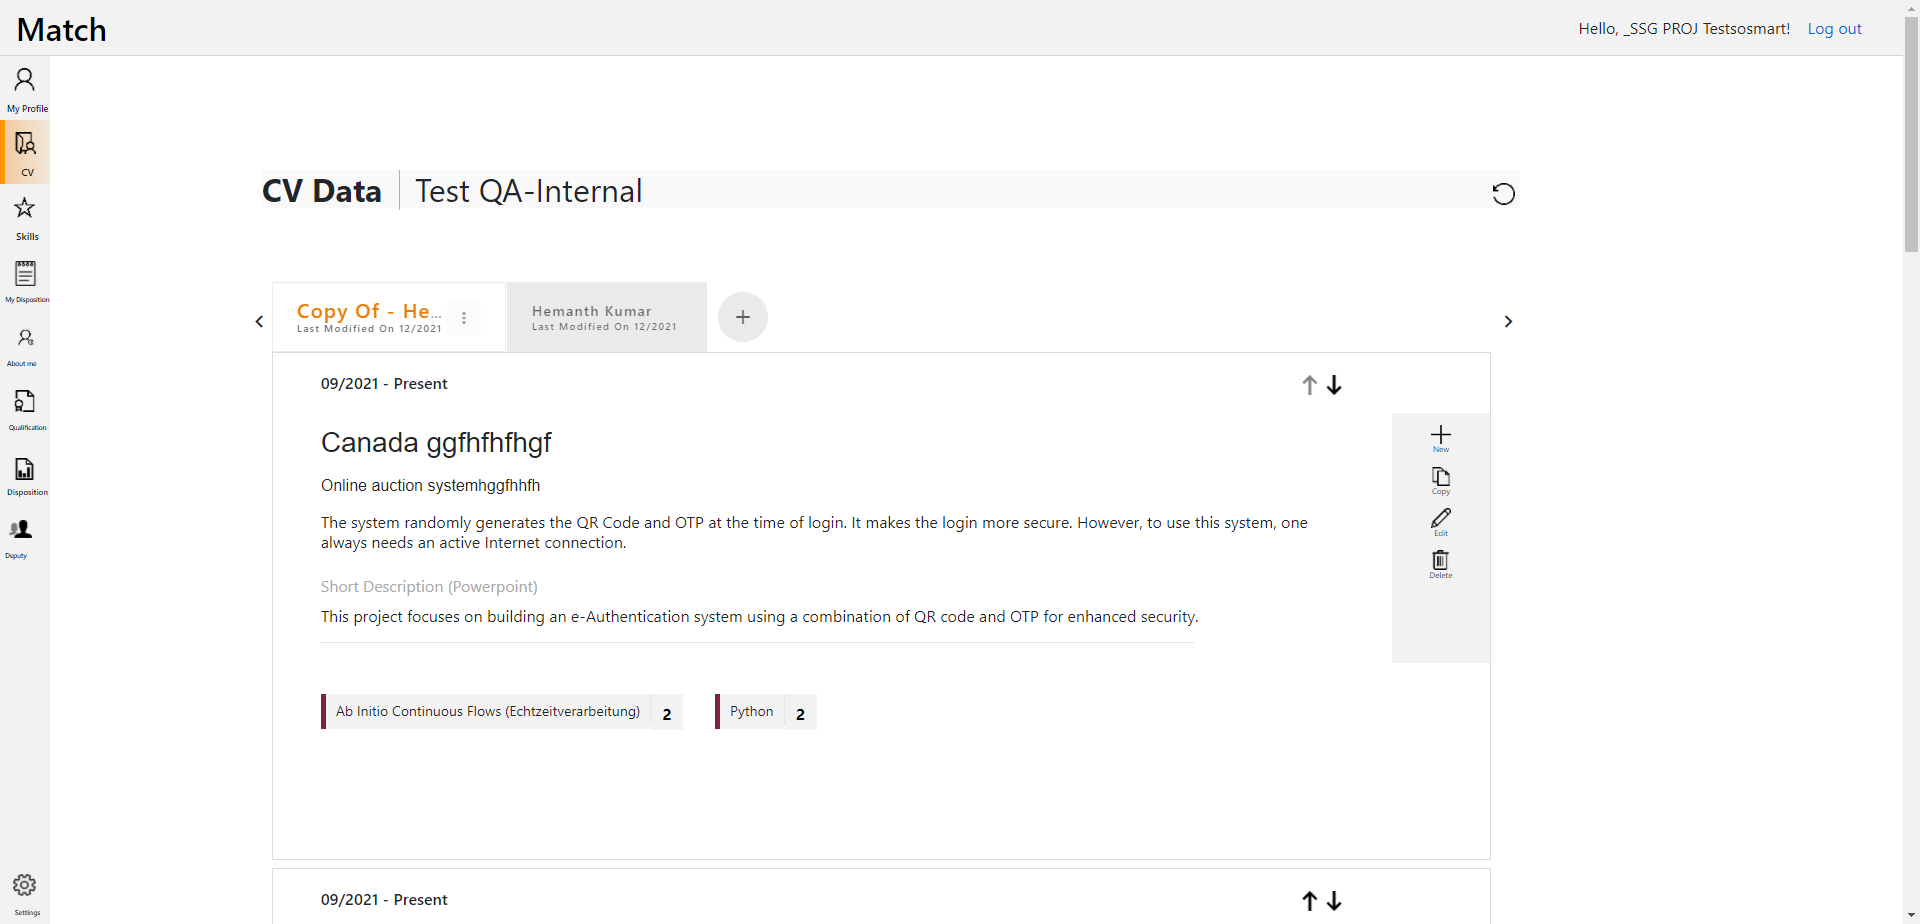 Match
Hello, _SSG PROJ Testsosmart!
Log out
My Profile
CV
Skills
My Disposition
About me
Qualification
Disposition
Deputy
Settings
CV Data
Test QA-Internal
Copy Of - He...
Last Modified On 12/2021
Hemanth Kumar
Last Modified On 12/2021
09/2021 - Present
Canada ggfhfhfhgf
Online auction systemhggfhhfh
The system randomly generates the QR Code and OTP at the time of login. It makes the login more secure. However, to use this system, one
always needs an active Internet connection.
Short Description (Powerpoint)
This project focuses on building an e-Authentication system using a combination of QR code and OTP for enhanced security.
New
Copy
Edit
Delete
Ab Initio Continuous Flows (Echtzeitverarbeitung) 2
Python 2
09/2021 - Present